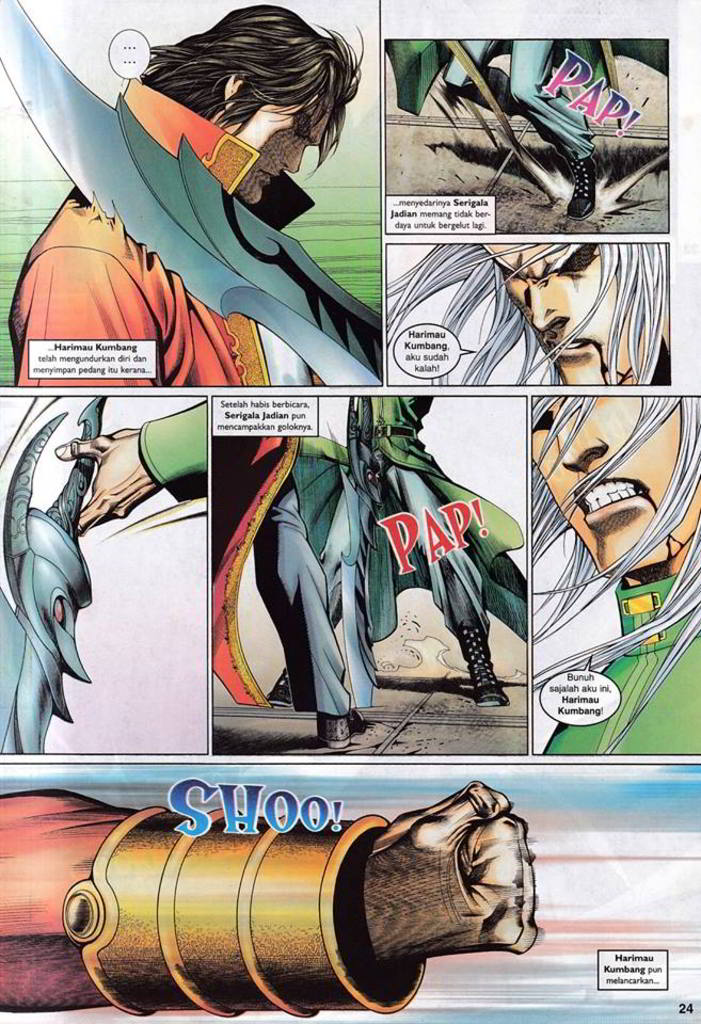 ...
...
...Harimau Kumbang
telah mengundurkan diri dan
menyimpan pedang itu kerana...
PAP!
...menyedarinya Serigala
Jadian memang tidak ber-
daya untuk bergelut lagi.
Harimau
Kumbang,
aku sudah
kalah!
Setelah habis berbicara,
Serigala Jadian pun
mencampakkan goloknya.
PAP!
Bunuh
sajalah aku ini,
Harimau
Kumbang!
SHOO!
Harimau
Kumbang pun
melancarkan...
24